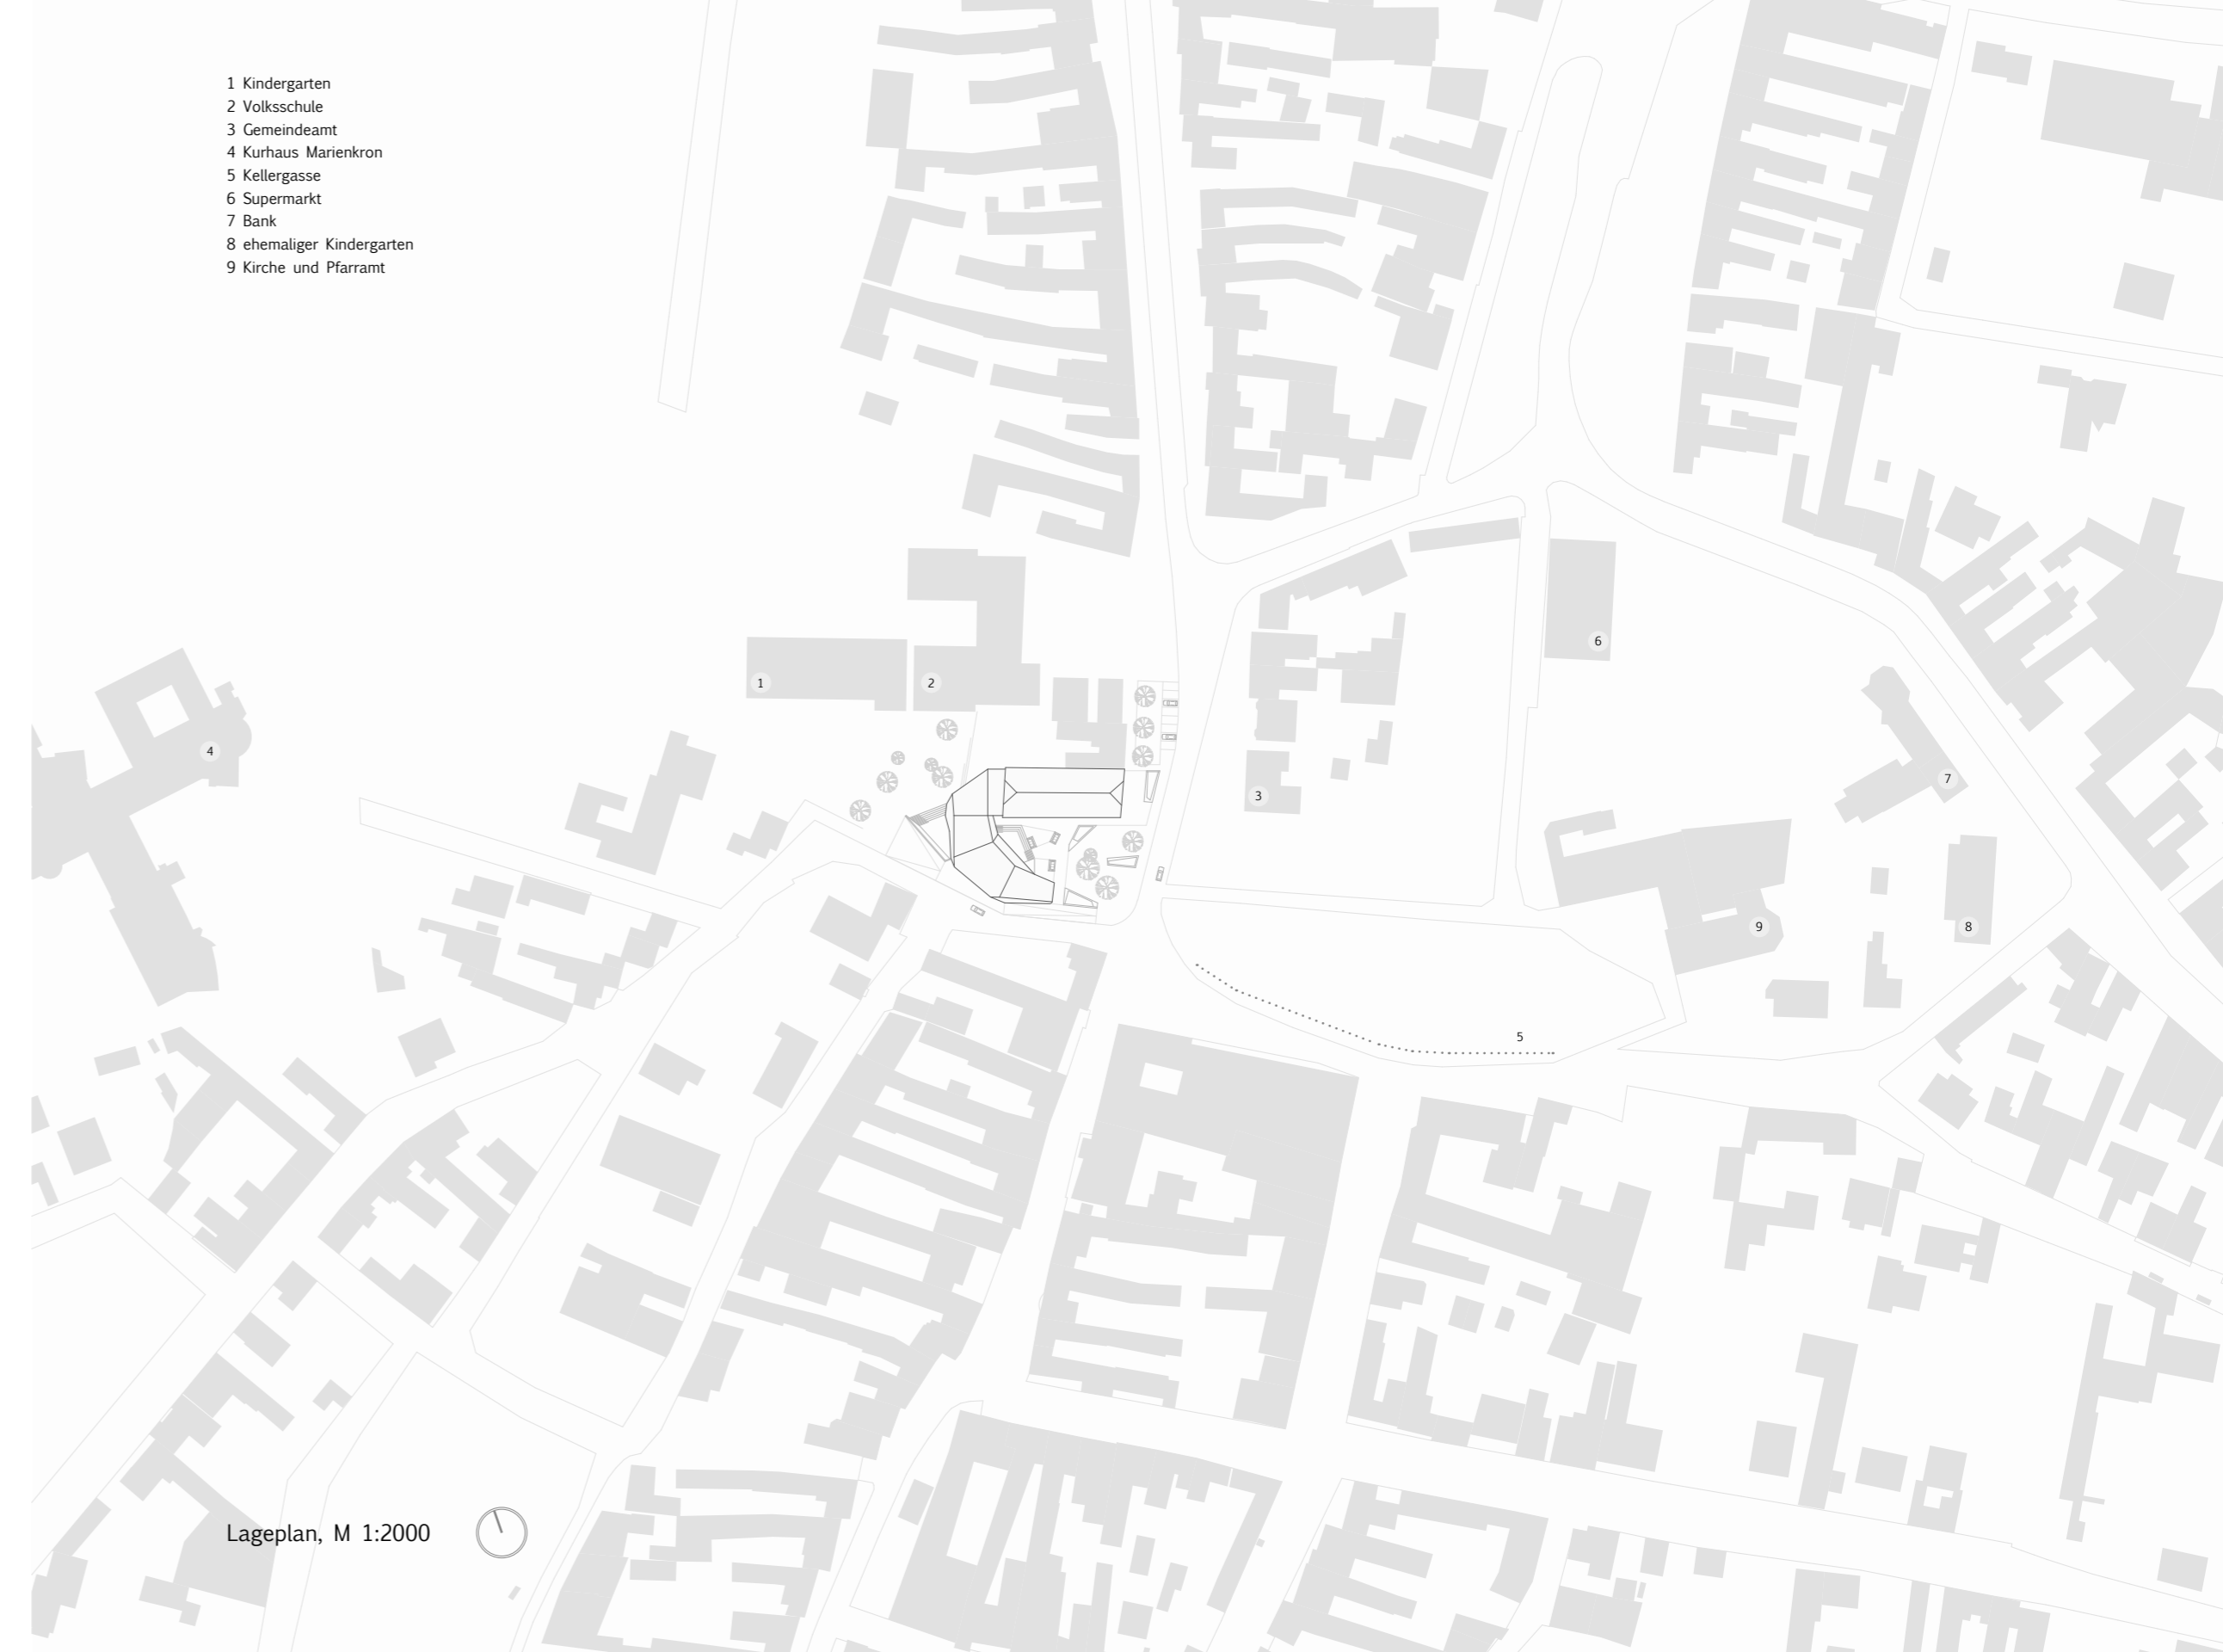 1 Kindergarten
2 Volksschule
3 Gemeindeamt
4 Kurhaus Marienkron
5 Kellergasse
6 Supermarkt
7 Bank
8 ehemaliger Kindergarten
9 Kirche und Pfarramt
6
1
2
4
7
3
9
8
5
Lageplan, M 1:2000